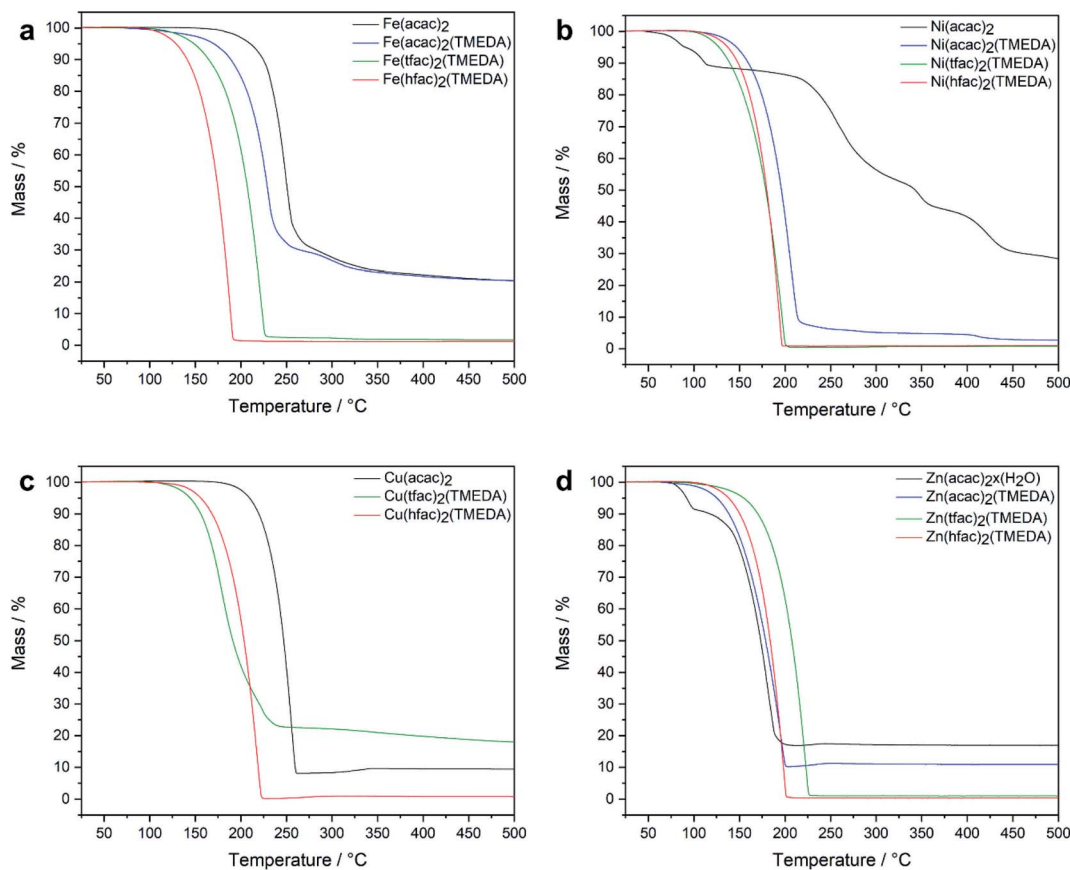 a
Fe(acac)2
Fe(acac)2(TMEDA)
Fe(tfac)2(TMEDA)
Fe(hfac)2(TMEDA)
100
90
80
70
60
50
40
30
20
10
0
Mass / %
50 100 150 200 250 300 350 400 450 500
Temperature / °C
b
Ni(acac)2
Ni(acac)2(TMEDA)
Ni(tfac)2(TMEDA)
Ni(hfac)2(TMEDA)
100
90
80
70
60
50
40
30
20
10
0
Mass / %
50 100 150 200 250 300 350 400 450 500
Temperature / °C
c
Cu(acac)2
Cu(tfac)2(TMEDA)
Cu(hfac)2(TMEDA)
100
90
80
70
60
50
40
30
20
10
0
Mass / %
50 100 150 200 250 300 350 400 450 500
Temperature / °C
d
Zn(acac)2x(H2O)
Zn(acac)2(TMEDA)
Zn(tfac)2(TMEDA)
Zn(hfac)2(TMEDA)
100
90
80
70
60
50
40
30
20
10
0
Mass / %
50 100 150 200 250 300 350 400 450 500
Temperature / °C